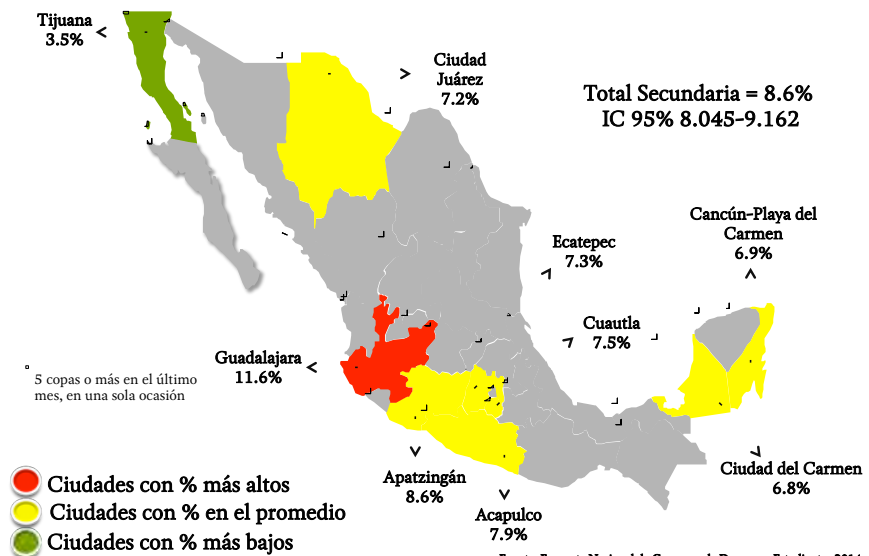 Tijuana
3.5%
Ciudad
Juárez
7.2%
Total Secundaria = 8.6%
IC 95% 8.045-9.162
Cancún-Playa del
Carmen
6.9%
Ecatepec
7.3%
Cuautla
7.5%
Guadalajara
11.6%
5 copas o más en el último
mes, en una sola ocasión
Apatzingán
8.6%
Acapulco
7.9%
Ciudad del Carmen
6.8%
Ciudades con % más altos
Ciudades con % en el promedio
Ciudades con % más bajos